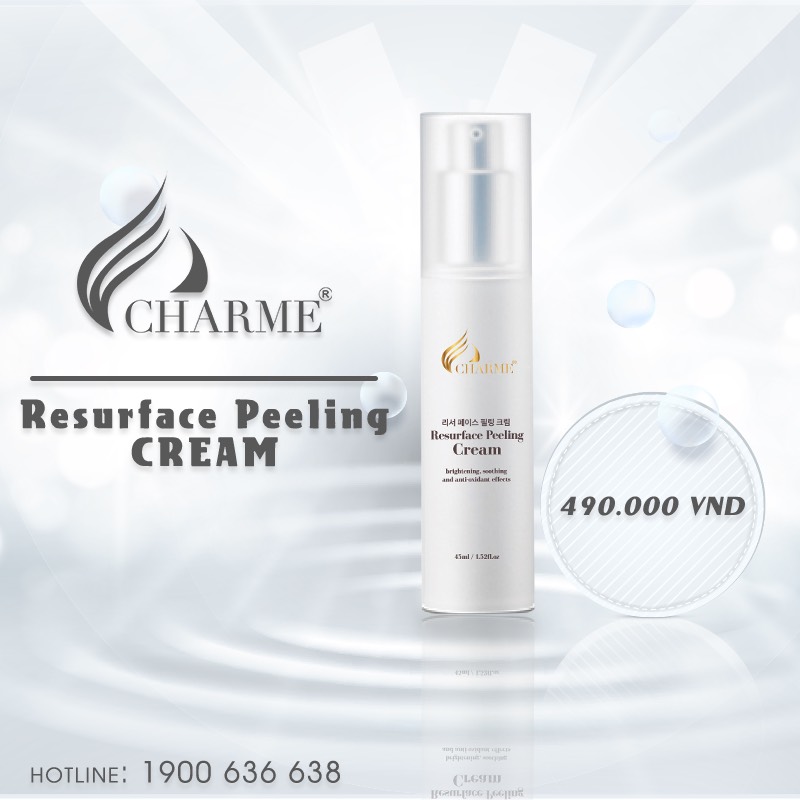 CHARME®
Resurface Peeling
CREAM
CHARME®
리서 페이스 필링 크림
Resurface Peeling
Cream
brightening, soothing
and anti-oxidant effects
45ml / 1.52fl.oz
490.000 VND
HOTLINE: 1900 636 638